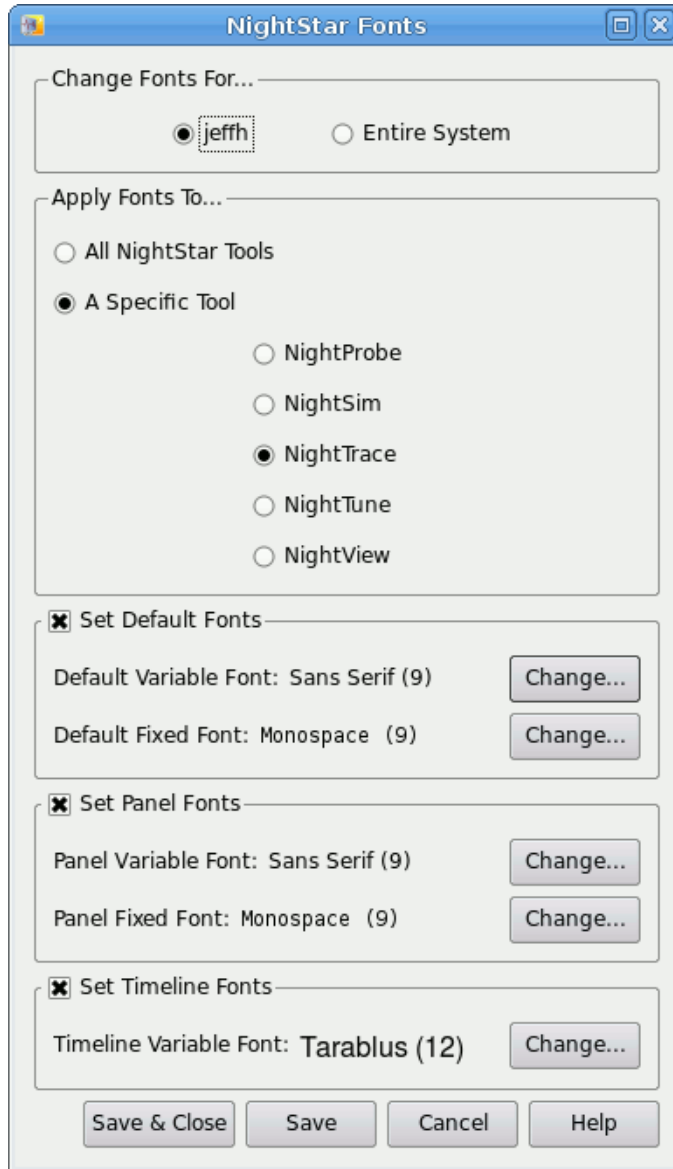 NightStar Fonts
Change Fonts For...
jeffh Entire System
Apply Fonts To...
All NightStar Tools
A Specific Tool
NightProbe
NightSim
NightTrace
NightTune
NightView
Set Default Fonts
Default Variable Font: Sans Serif (9) Change...
Default Fixed Font: Monospace (9) Change...
Set Panel Fonts
Panel Variable Font: Sans Serif (9) Change...
Panel Fixed Font: Monospace (9) Change...
Set Timeline Fonts
Timeline Variable Font: Tarablus (12) Change...
Save & Close Save Cancel Help